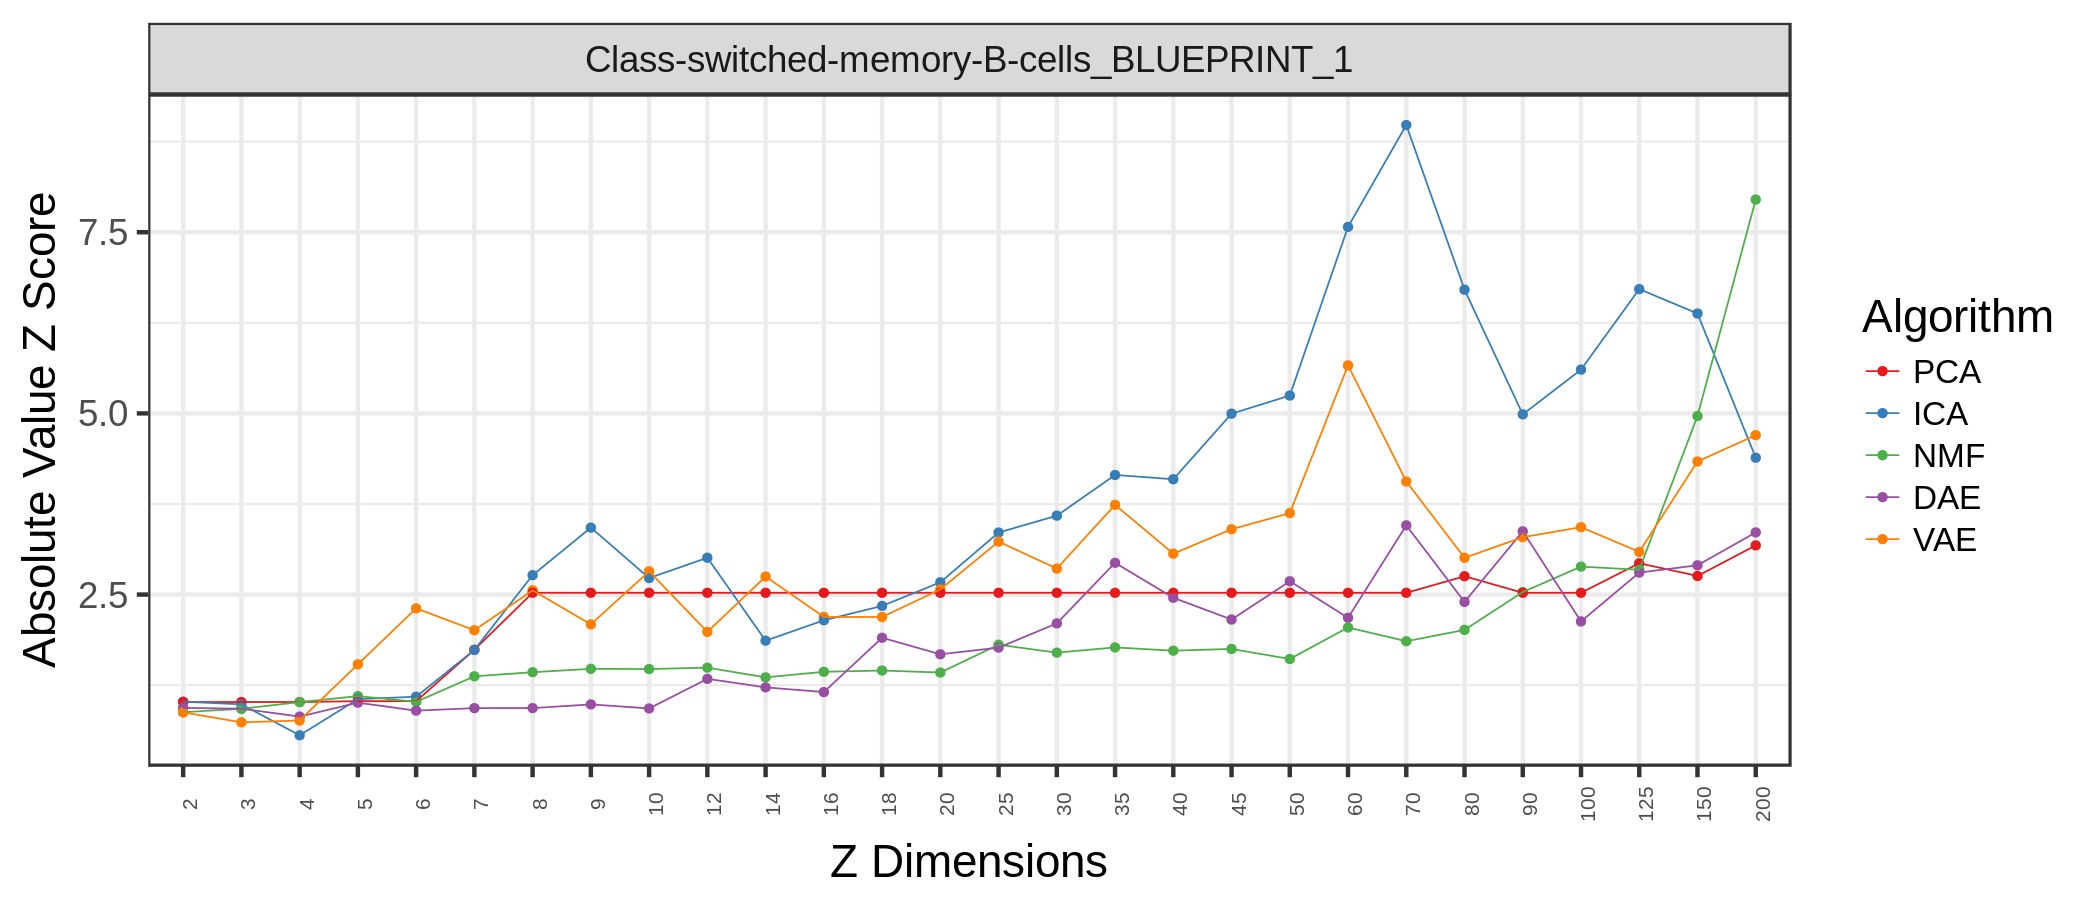 Class-switched-memory-B-cells_BLUEPRINT_1
Absolute Value Z Score
7.5
5.0
2.5
2 3 4 5 6 7 8 9 10 12 14 16 18 20 25 30 35 40 45 50 60 70 80 90 100 125 150 200
Z Dimensions
Algorithm
PCA
ICA
NMF
DAE
VAE